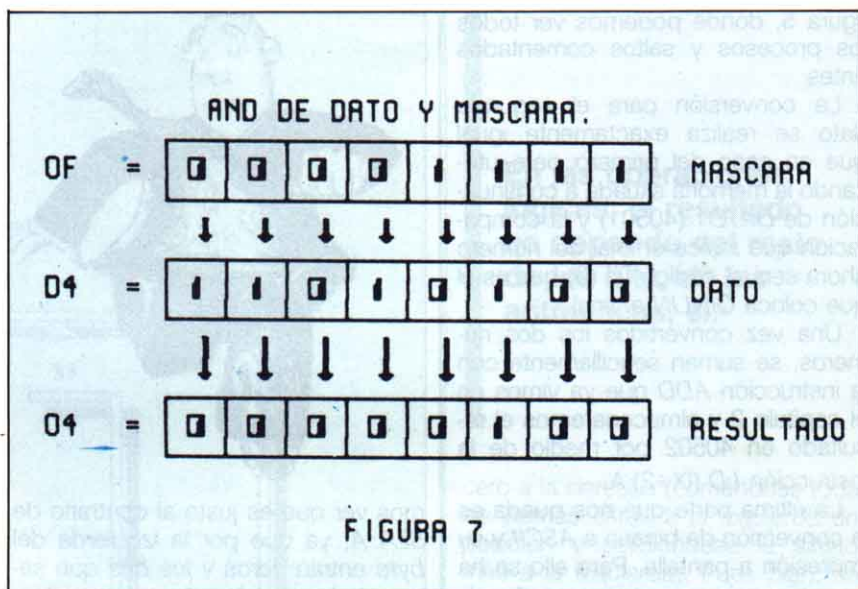 AND DE DATO Y MASCARA.
0F = 0 0 0 0 1 1 1 1 MASCARA
D4 = 1 1 0 1 0 1 0 0 DATO
04 = 0 0 0 0 0 1 0 0 RESULTADO
FIGURA 7